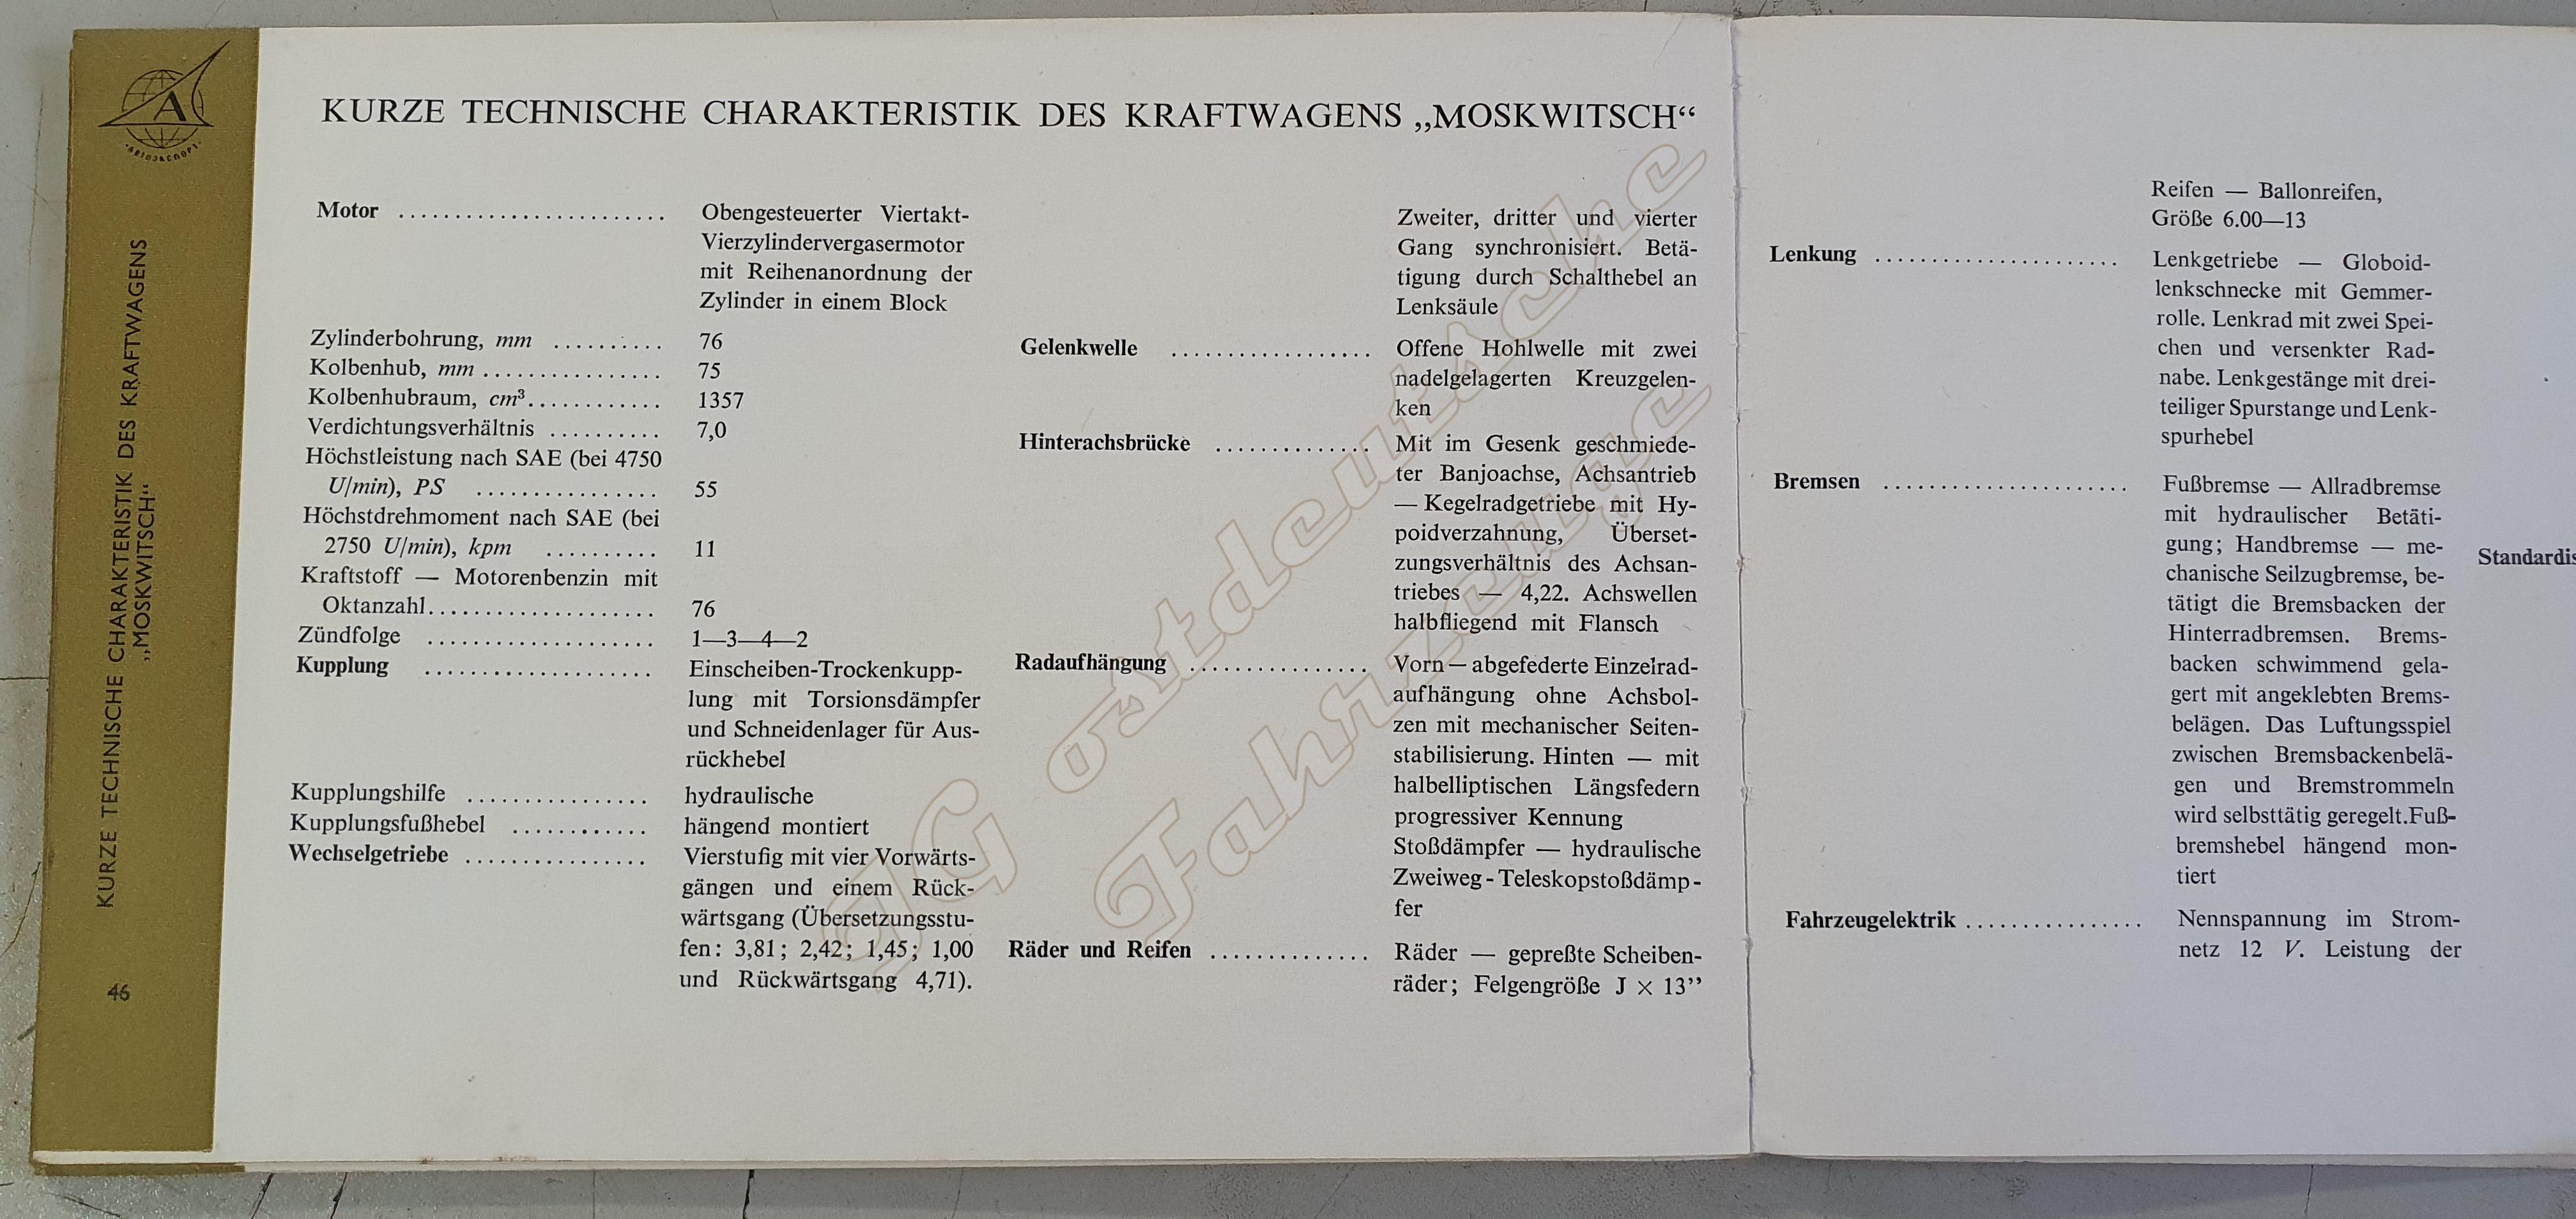 KURZE TECHNISCHE CHARAKTERISTIK DES KRAFTWAGENS
„MOSKWITSCH“
46
KURZE TECHNISCHE CHARAKTERISTIK DES KRAFTWAGENS „MOSKWITSCH“
Motor ........................ Obengesteuerter Viertakt-
Vierzylindervergasermotor
mit Reihenanordnung der
Zylinder in einem Block
Zylinderbohrung, mm .......... 76
Kolbenhub, mm ................ 75
Kolbenhubraum, cm³............ 1357
Verdichtungsverhältnis .......... 7,0
Höchstleistung nach SAE (bei 4750
U/min), PS ................ 55
Höchstdrehmoment nach SAE (bei
2750 U/min), kpm .......... 11
Kraftstoff — Motorenbenzin mit
Oktanzahl.................... 76
Zündfolge .................... 1—3—4—2
Kupplung .................... Einscheiben-Trockenkupp-
lung mit Torsionsdämpfer
und Schneidenlager für Aus-
rückhebel
Kupplungshilfe ................ hydraulische
Kupplungsfußhebel ............ hängend montiert
Wechselgetriebe ................ Vierstufig mit vier Vorwärts-
gängen und einem Rück-
wärtsgang (Übersetzungsstu-
fen: 3,81; 2,42; 1,45; 1,00
und Rückwärtsgang 4,71).
Zweiter, dritter und vierter
Gang synchronisiert. Betä-
tigung durch Schalthebel an
Lenksäule
Gelenkwelle .................. Offene Hohlwelle mit zwei
nadelgelagerten Kreuzgelen-
ken
Hinterachsbrücke .............. Mit im Gesenk geschmiede-
ter Banjoachse, Achsantrieb
— Kegelradgetriebe mit Hy-
poidverzahnung, Überset-
zungsverhältnis des Achsan-
triebes — 4,22. Achswellen
halbfliegend mit Flansch
Radaufhängung ................ Vorn — abgefederte Einzelrad-
aufhängung ohne Achsbol-
zen mit mechanischer Seiten-
stabilisierung. Hinten — mit
halbelliptischen Längsfedern
progressiver Kennung
Stoßdämpfer — hydraulische
Zweiweg-Teleskopstoßdämp-
fer
Räder und Reifen .............. Räder — gepreßte Scheiben-
räder; Felgengröße J × 13”
Reifen — Ballonreifen,
Größe 6.00—13
Lenkung ...................... Lenkgetriebe — Globoid-
lenkschnecke mit Gemmer-
rolle. Lenkrad mit zwei Spei-
chen und versenkter Rad-
nabe. Lenkgestänge mit drei-
teiliger Spurstange und Lenk-
spurhebel
Bremsen ...................... Fußbremse — Allradbremse
mit hydraulischer Betäti-
gung; Handbremse — me-
chanische Seilzugbremse, be-
tätigt die Bremsbacken der
Hinterradbremsen. Brems-
backen schwimmend gela-
gert mit angeklebten Brems-
belägen. Das Luftungsspiel
zwischen Bremsbackenbelä-
gen und Bremstrommeln
wird selbsttätig geregelt.Fuß-
bremshebel hängend mon-
tiert
Fahrzeugelektrik ................ Nennspannung im Strom-
netz 12 V. Leistung der
Standardis
IG ostdeutsche
Fahrzeuge